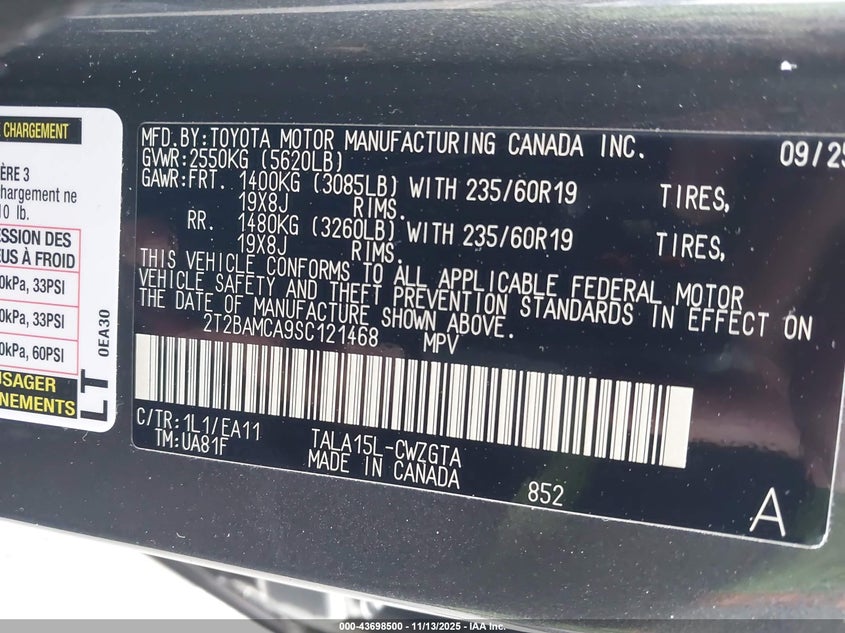 CHARGEMENT
ÈRE 3
chargement ne
10 lb.
ESSION DES
EUS À FROID
0kPa, 33PSI
0kPa, 33PSI
0kPa, 60PSI
USAGER
NEMENTS
LT
0EA30
MFD.BY:TOYOTA MOTOR MANUFACTURING CANADA INC. 09/25
GVWR:2550KG (5620LB)
GAWR:FRT. 1400KG (3085LB) WITH 235/60R19 TIRES,
19X8J RIMS.
RR. 1480KG (3260LB) WITH 235/60R19 TIRES,
19X8J RIMS.
THIS VEHICLE CONFORMS TO ALL APPLICABLE FEDERAL MOTOR
VEHICLE SAFETY AND THEFT PREVENTION STANDARDS IN EFFECT ON
THE DATE OF MANUFACTURE SHOWN ABOVE.
2T2BAMCA9SC121468 MPV
C/TR:1L1/EA11 TALA15L-CWZGTA
TM:UA81F MADE IN CANADA
852
A
000-43698500 - 11/13/2025 - IAA Inc.